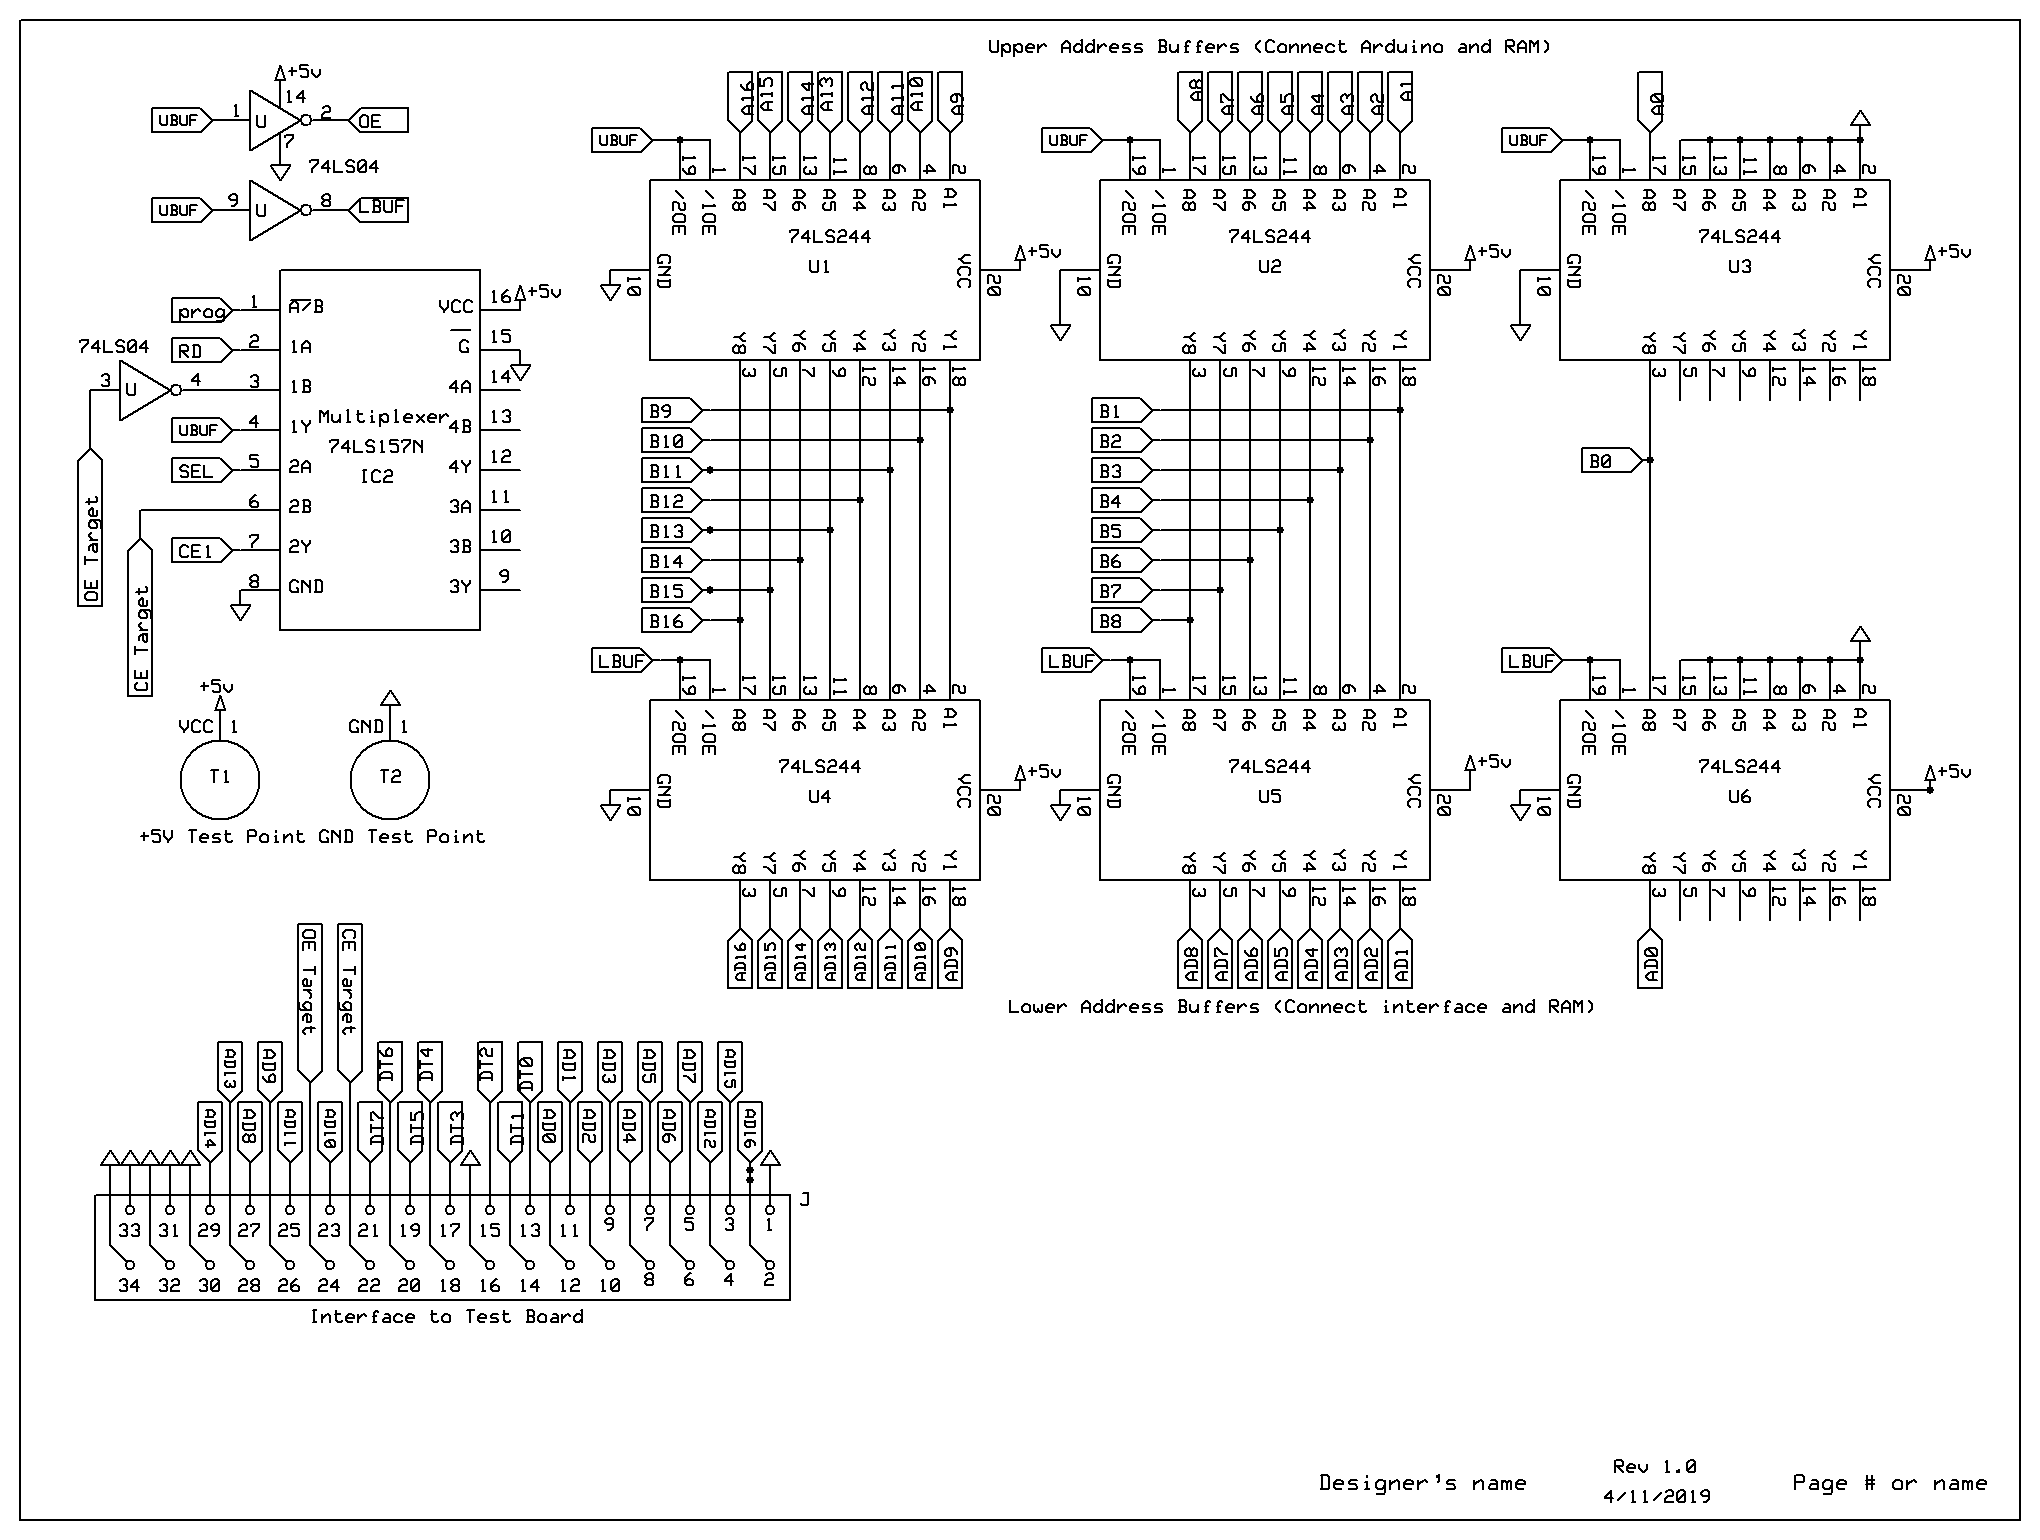 Upper Address Buffers (Connect Arduino and RAM)
+5v
UBUF 1 U 14 2 OE
7
74LS04
UBUF 9 U 8 LBUF
prog 1 A/B VCC 16 +5v
RD 2 1A G 15
74LS04
3 U 4 3 1B 4A 14
UBUF 4 1Y Multiplexer 4B 13
SEL 5 2A 74LS157N 4Y 12
6 2B IC2 3A 11
CE1 7 2Y 3B 10
8 GND 3Y 9
OE Target
CE Target
+5v
VCC 1
T1
+5V Test Point
GND 1
T2
GND Test Point
A16 A15 A14 A13 A12 A11 A10 A9
UBUF
19 1 17 15 13 11 8 6 4 2
/2OE /1OE A8 A7 A6 A5 A4 A3 A2 A1
74LS244
U1
GND 10 VCC 20 +5v
Y8 Y7 Y6 Y5 Y4 Y3 Y2 Y1
3 5 7 9 12 14 16 18
B9
B10
B11
B12
B13
B14
B15
B16
LBUF
19 1 17 15 13 11 8 6 4 2
/2OE /1OE A8 A7 A6 A5 A4 A3 A2 A1
74LS244
U4
GND 10 VCC 20 +5v
Y8 Y7 Y6 Y5 Y4 Y3 Y2 Y1
3 5 7 9 12 14 16 18
AD16 AD15 AD14 AD13 AD12 AD11 AD10 AD9
A8 A7 A6 A5 A4 A3 A2 A1
UBUF
19 1 17 15 13 11 8 6 4 2
/2OE /1OE A8 A7 A6 A5 A4 A3 A2 A1
74LS244
U2
GND 10 VCC 20 +5v
Y8 Y7 Y6 Y5 Y4 Y3 Y2 Y1
3 5 7 9 12 14 16 18
B1
B2
B3
B4
B5
B6
B7
B8
LBUF
19 1 17 15 13 11 8 6 4 2
/2OE /1OE A8 A7 A6 A5 A4 A3 A2 A1
74LS244
U5
GND 10 VCC 20 +5v
Y8 Y7 Y6 Y5 Y4 Y3 Y2 Y1
3 5 7 9 12 14 16 18
AD8 AD7 AD6 AD5 AD4 AD3 AD2 AD1
A0
UBUF
19 1 17 15 13 11 8 6 4 2
/2OE /1OE A8 A7 A6 A5 A4 A3 A2 A1
74LS244
U3
GND 10 VCC 20 +5v
Y8 Y7 Y6 Y5 Y4 Y3 Y2 Y1
3 5 7 9 12 14 16 18
B0
LBUF
19 1 17 15 13 11 8 6 4 2
/2OE /1OE A8 A7 A6 A5 A4 A3 A2 A1
74LS244
U6
GND 10 VCC 20 +5v
Y8 Y7 Y6 Y5 Y4 Y3 Y2 Y1
3 5 7 9 12 14 16 18
AD0
Lower Address Buffers (Connect interface and RAM)
OE Target CE Target
AD13 AD9 DT6 DT4 DT2 DT0 AD1 AD3 AD5 AD7 AD15
AD14 AD8 AD11 AD10 DT7 DT5 DT3 DT1 AD0 AD2 AD4 AD6 AD12 AD16
J
33 31 29 27 25 23 21 19 17 15 13 11 9 7 5 3 1
34 32 30 28 26 24 22 20 18 16 14 12 10 8 6 4 2
Interface to Test Board
Designer's name
Rev 1.0
4/11/2019
Page # or name